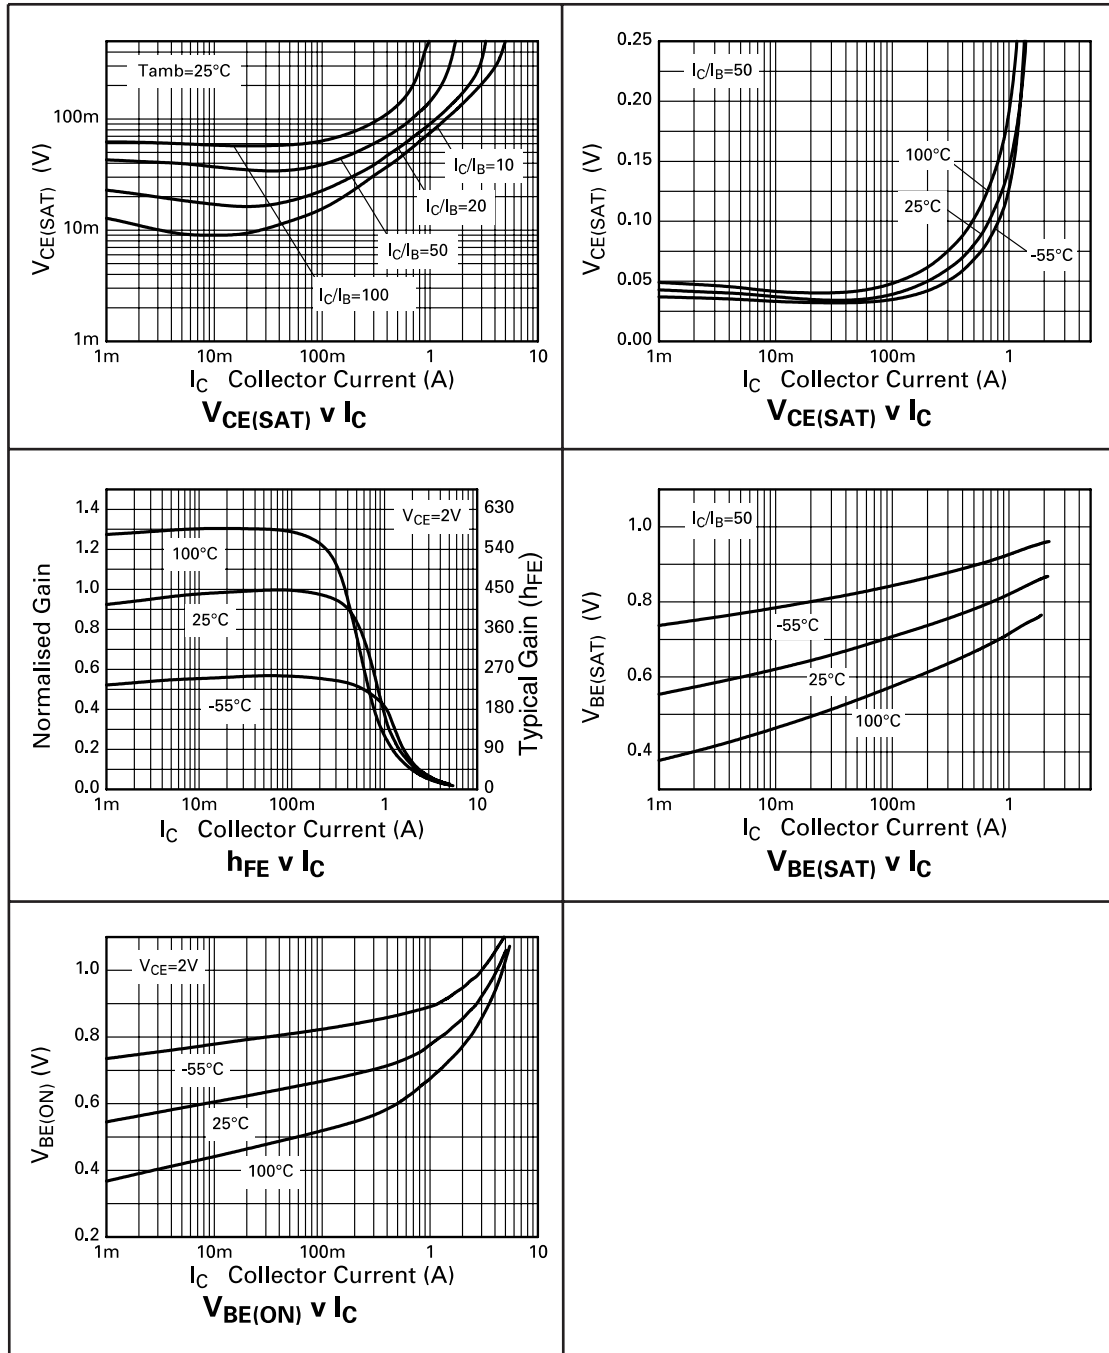 Tamb=25°C
100m
10m
1m
VCE(SAT) (V)
IC/IB=10
IC/IB=20
IC/IB=50
IC/IB=100
1m 10m 100m 1 10
IC Collector Current (A)
VCE(SAT) v IC
IC/IB=50
0.25
0.20
0.15
0.10
0.05
0.00
VCE(SAT) (V)
100°C
25°C
-55°C
1m 10m 100m 1
IC Collector Current (A)
VCE(SAT) v IC
VCE=2V
1.4
1.2
1.0
0.8
0.6
0.4
0.2
0.0
Normalised Gain
630
540
450
360
270
180
90
0
Typical Gain (hFE)
100°C
25°C
-55°C
1m 10m 100m 1 10
IC Collector Current (A)
hFE v IC
IC/IB=50
1.0
0.8
0.6
0.4
VBE(SAT) (V)
-55°C
25°C
100°C
1m 10m 100m 1
IC Collector Current (A)
VBE(SAT) v IC
VCE=2V
1.0
0.8
0.6
0.4
0.2
VBE(ON) (V)
-55°C
25°C
100°C
1m 10m 100m 1 10
IC Collector Current (A)
VBE(ON) v IC